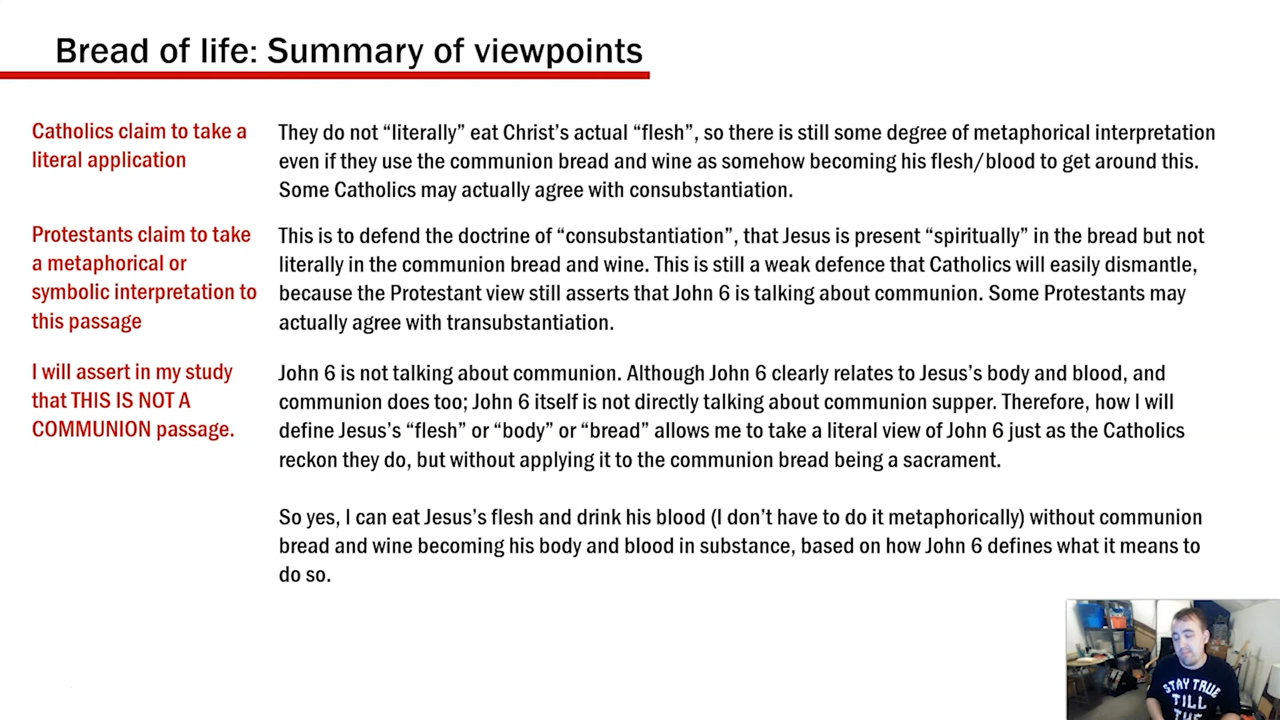 Bread of life: Summary of viewpoints
Catholics claim to take a
literal application
They do not “literally” eat Christ’s actual “flesh”, so there is still some degree of metaphorical interpretation
even if they use the communion bread and wine as somehow becoming his flesh/blood to get around this.
Some Catholics may actually agree with consubstantiation.
Protestants claim to take
a metaphorical or
symbolic interpretation to
this passage
This is to defend the doctrine of “consubstantiation”, that Jesus is present “spiritually” in the bread but not
literally in the communion bread and wine. This is still a weak defence that Catholics will easily dismantle,
because the Protestant view still asserts that John 6 is talking about communion. Some Protestants may
actually agree with transubstantiation.
I will assert in my study
that THIS IS NOT A
COMMUNION passage.
John 6 is not talking about communion. Although John 6 clearly relates to Jesus’s body and blood, and
communion does too; John 6 itself is not directly talking about communion supper. Therefore, how I will
define Jesus’s “flesh” or “body” or “bread” allows me to take a literal view of John 6 just as the Catholics
reckon they do, but without applying it to the communion bread being a sacrament.
So yes, I can eat Jesus’s flesh and drink his blood (I don’t have to do it metaphorically) without communion
bread and wine becoming his body and blood in substance, based on how John 6 defines what it means to
do so.
STAY TRUE
TILL
THE